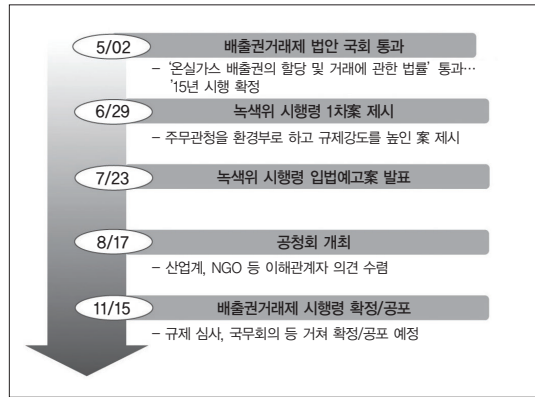 5/02 배출권거래제 법안 국회 통과
- '온실가스 배출권의 할당 및 거래에 관한 법률' 통과…
'15년 시행 확정
6/29 녹색위 시행령 1차案 제시
- 주무관청을 환경부로 하고 규제강도를 높인 案 제시
7/23 녹색위 시행령 입법예고案 발표
8/17 공청회 개최
- 산업계, NGO 등 이해관계자 의견 수렴
11/15 배출권거래제 시행령 확정/공포
- 규제 심사, 국무회의 등 거쳐 확정/공포 예정